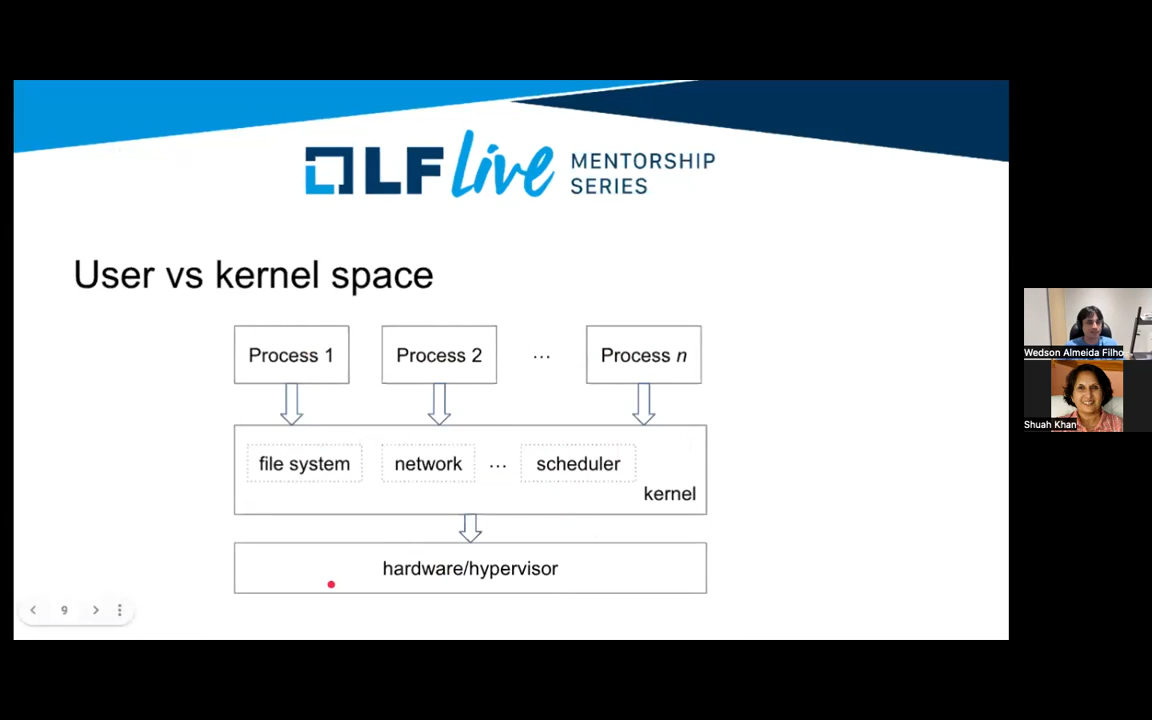 LF Live MENTORSHIP
SERIES
User vs kernel space
Process 1
Process 2
...
Process n
file system
network
...
scheduler
kernel
hardware/hypervisor
9
Wedson Almeida Filho
Shuah Khan